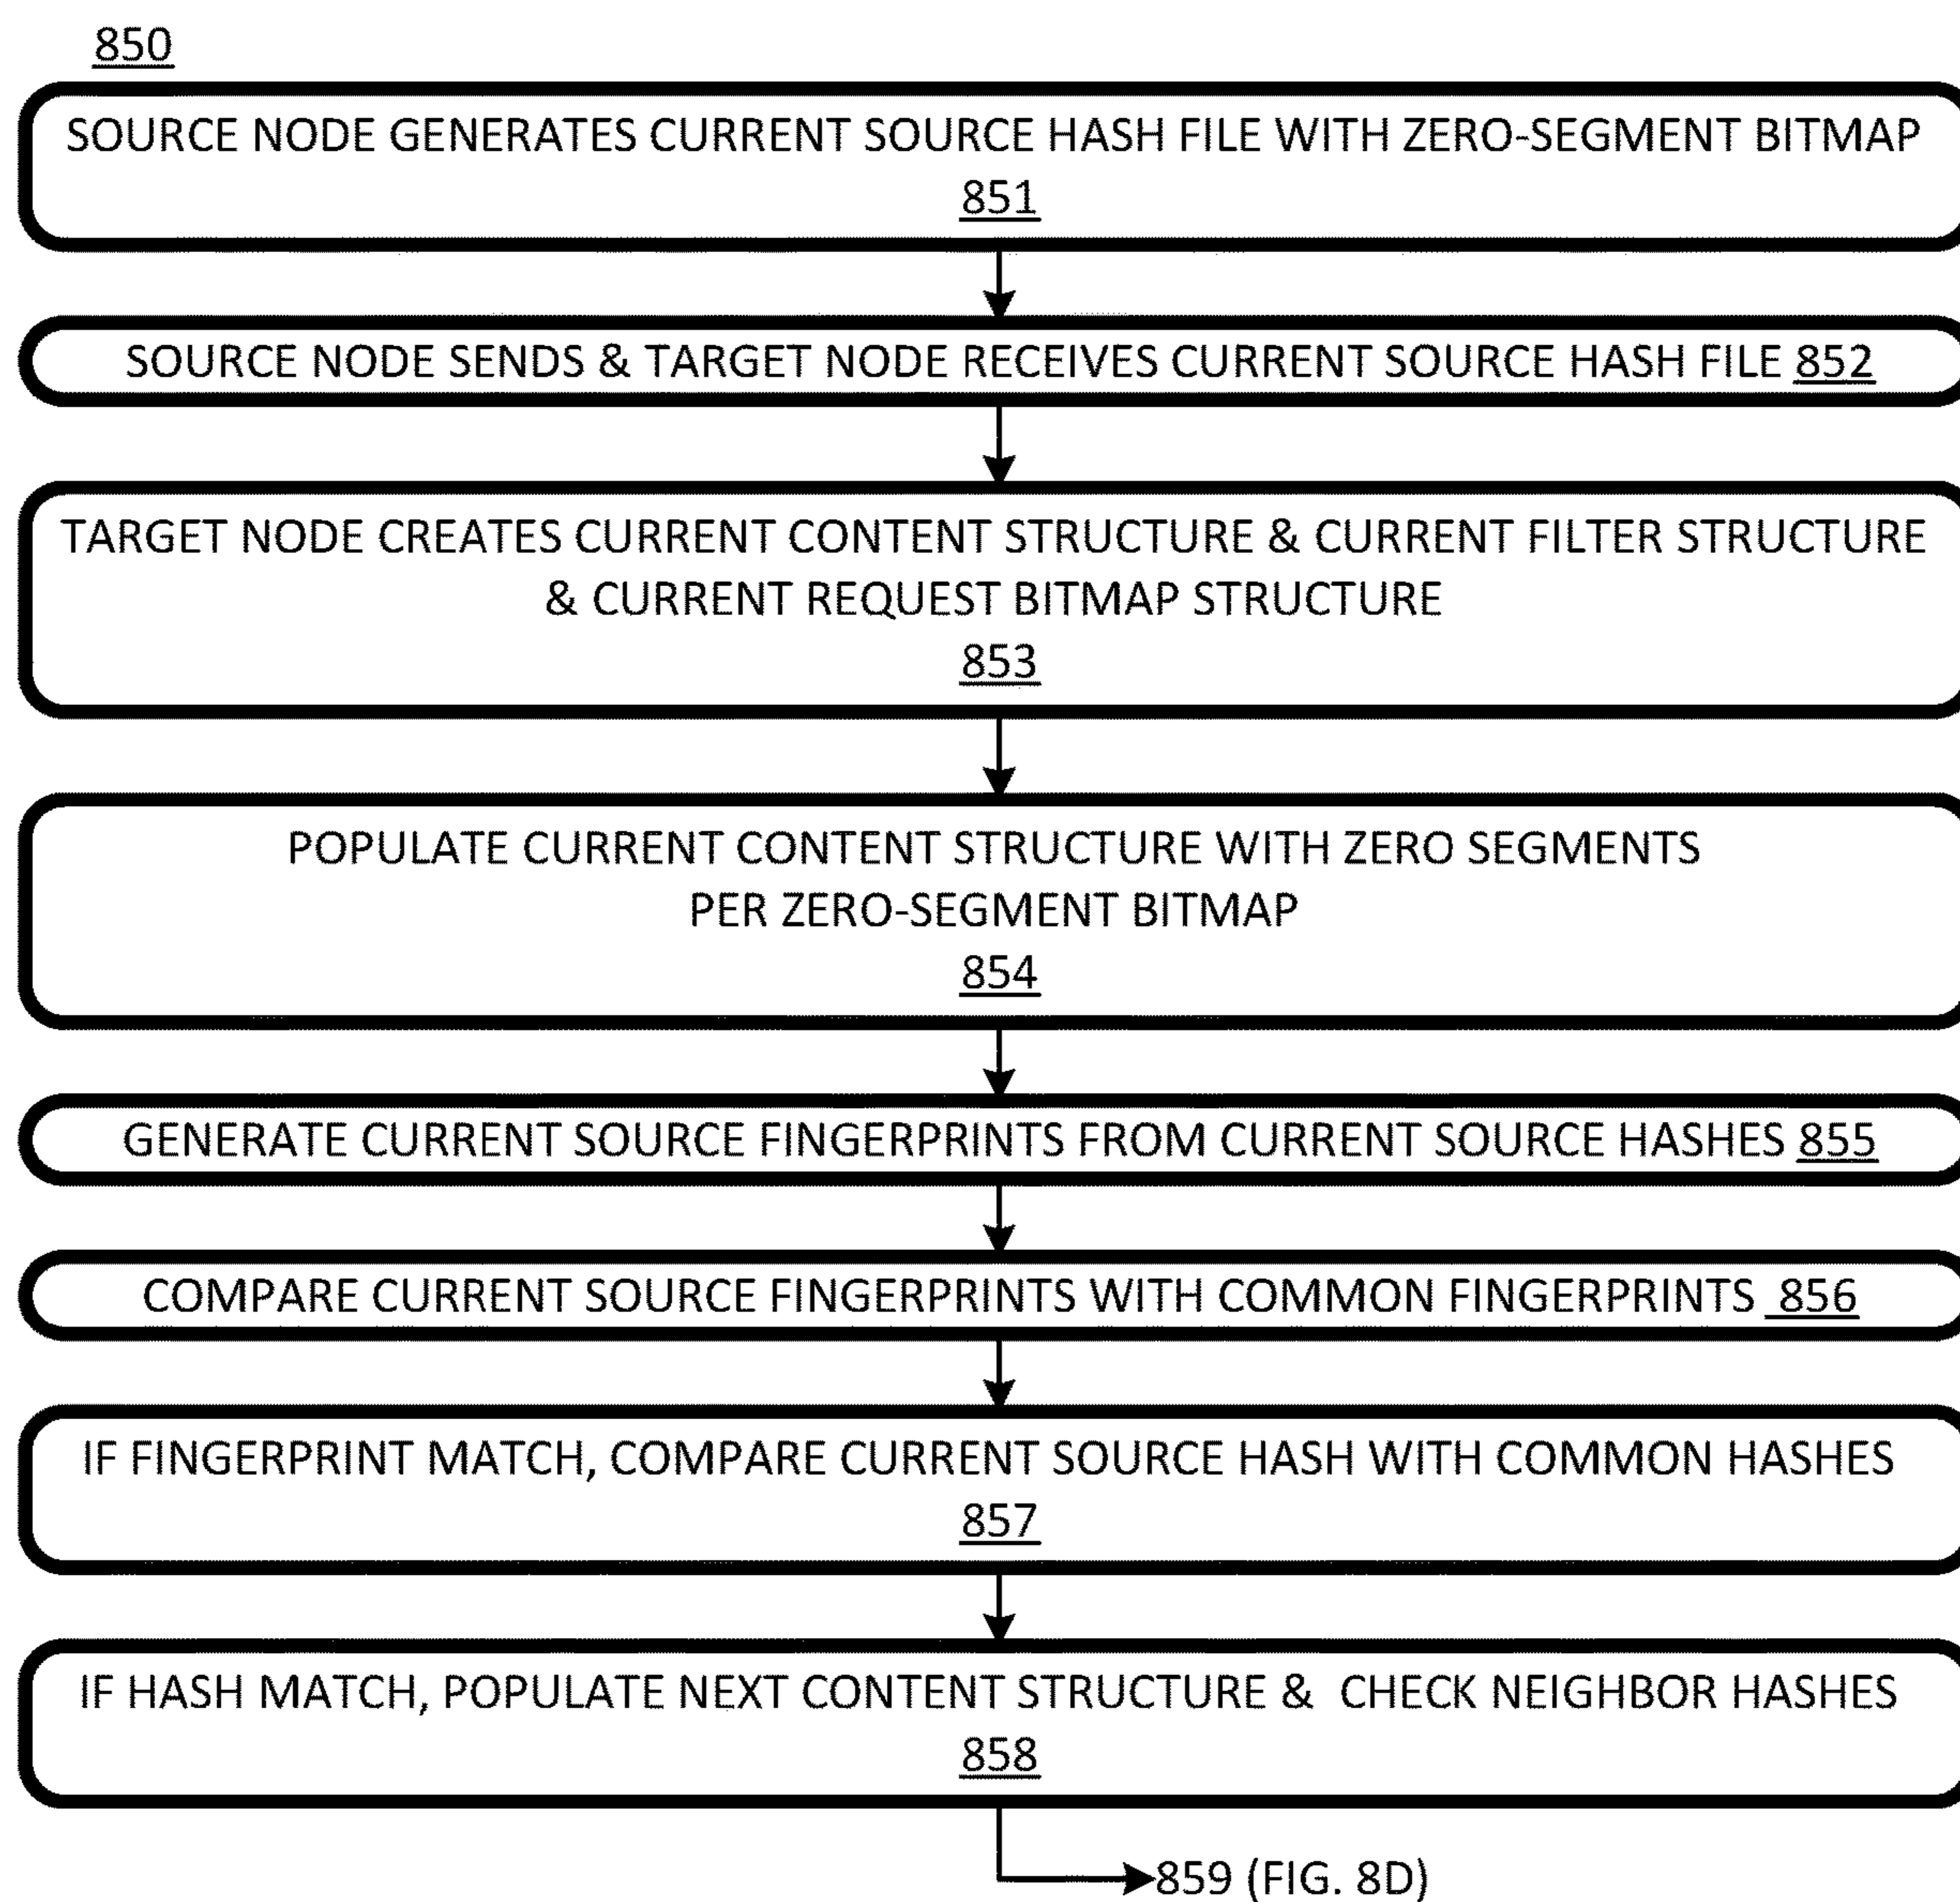 850
SOURCE NODE GENERATES CURRENT SOURCE HASH FILE WITH ZERO-SEGMENT BITMAP
851
SOURCE NODE SENDS & TARGET NODE RECEIVES CURRENT SOURCE HASH FILE 852
TARGET NODE CREATES CURRENT CONTENT STRUCTURE & CURRENT FILTER STRUCTURE
& CURRENT REQUEST BITMAP STRUCTURE
853
POPULATE CURRENT CONTENT STRUCTURE WITH ZERO SEGMENTS
PER ZERO-SEGMENT BITMAP
854
GENERATE CURRENT SOURCE FINGERPRINTS FROM CURRENT SOURCE HASHES 855
COMPARE CURRENT SOURCE FINGERPRINTS WITH COMMON FINGERPRINTS 856
IF FINGERPRINT MATCH, COMPARE CURRENT SOURCE HASH WITH COMMON HASHES
857
IF HASH MATCH, POPULATE NEXT CONTENT STRUCTURE & CHECK NEIGHBOR HASHES
858
859 (FIG. 8D)